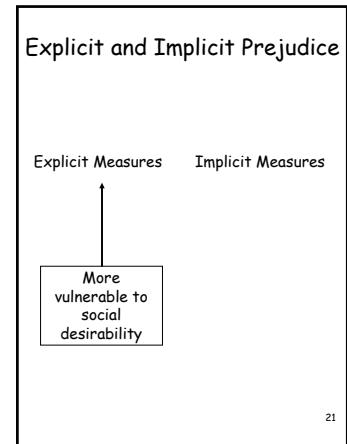 Explicit and Implicit Prejudice
Explicit Measures Implicit Measures
More
vulnerable to
social
desirability
21